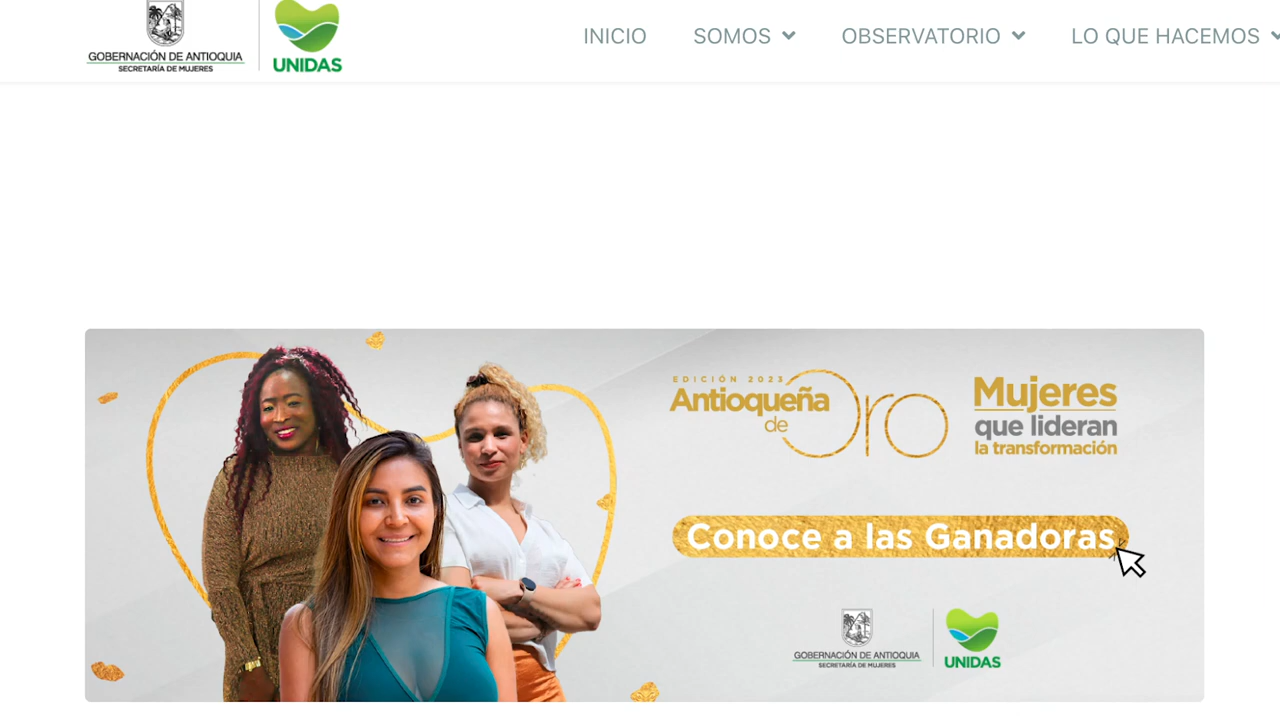 GOBERNACIÓN DE ANTIOQUIA
SECRETARÍA DE MUJERES
UNIDAS
INICIO SOMOS OBSERVATORIO LO QUE HACEMOS
EDICIÓN 2023
Antioqueña
de Oro
Mujeres
que lideran
la transformación
Conoce a las Ganadoras
GOBERNACIÓN DE ANTIOQUIA
SECRETARÍA DE MUJERES
UNIDAS